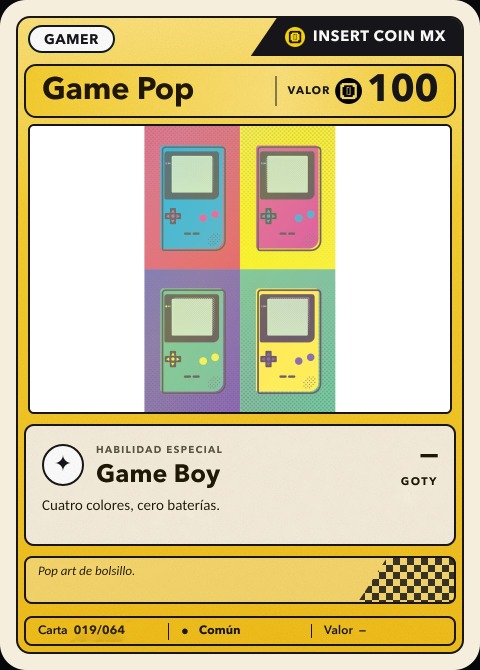 GAMER
INSERT COIN MX
Game Pop
VALOR 100
HABILIDAD ESPECIAL
Game Boy
—
GOTY
Cuatro colores, cero baterías.
Pop art de bolsillo.
Carta 019/064 • Común Valor —